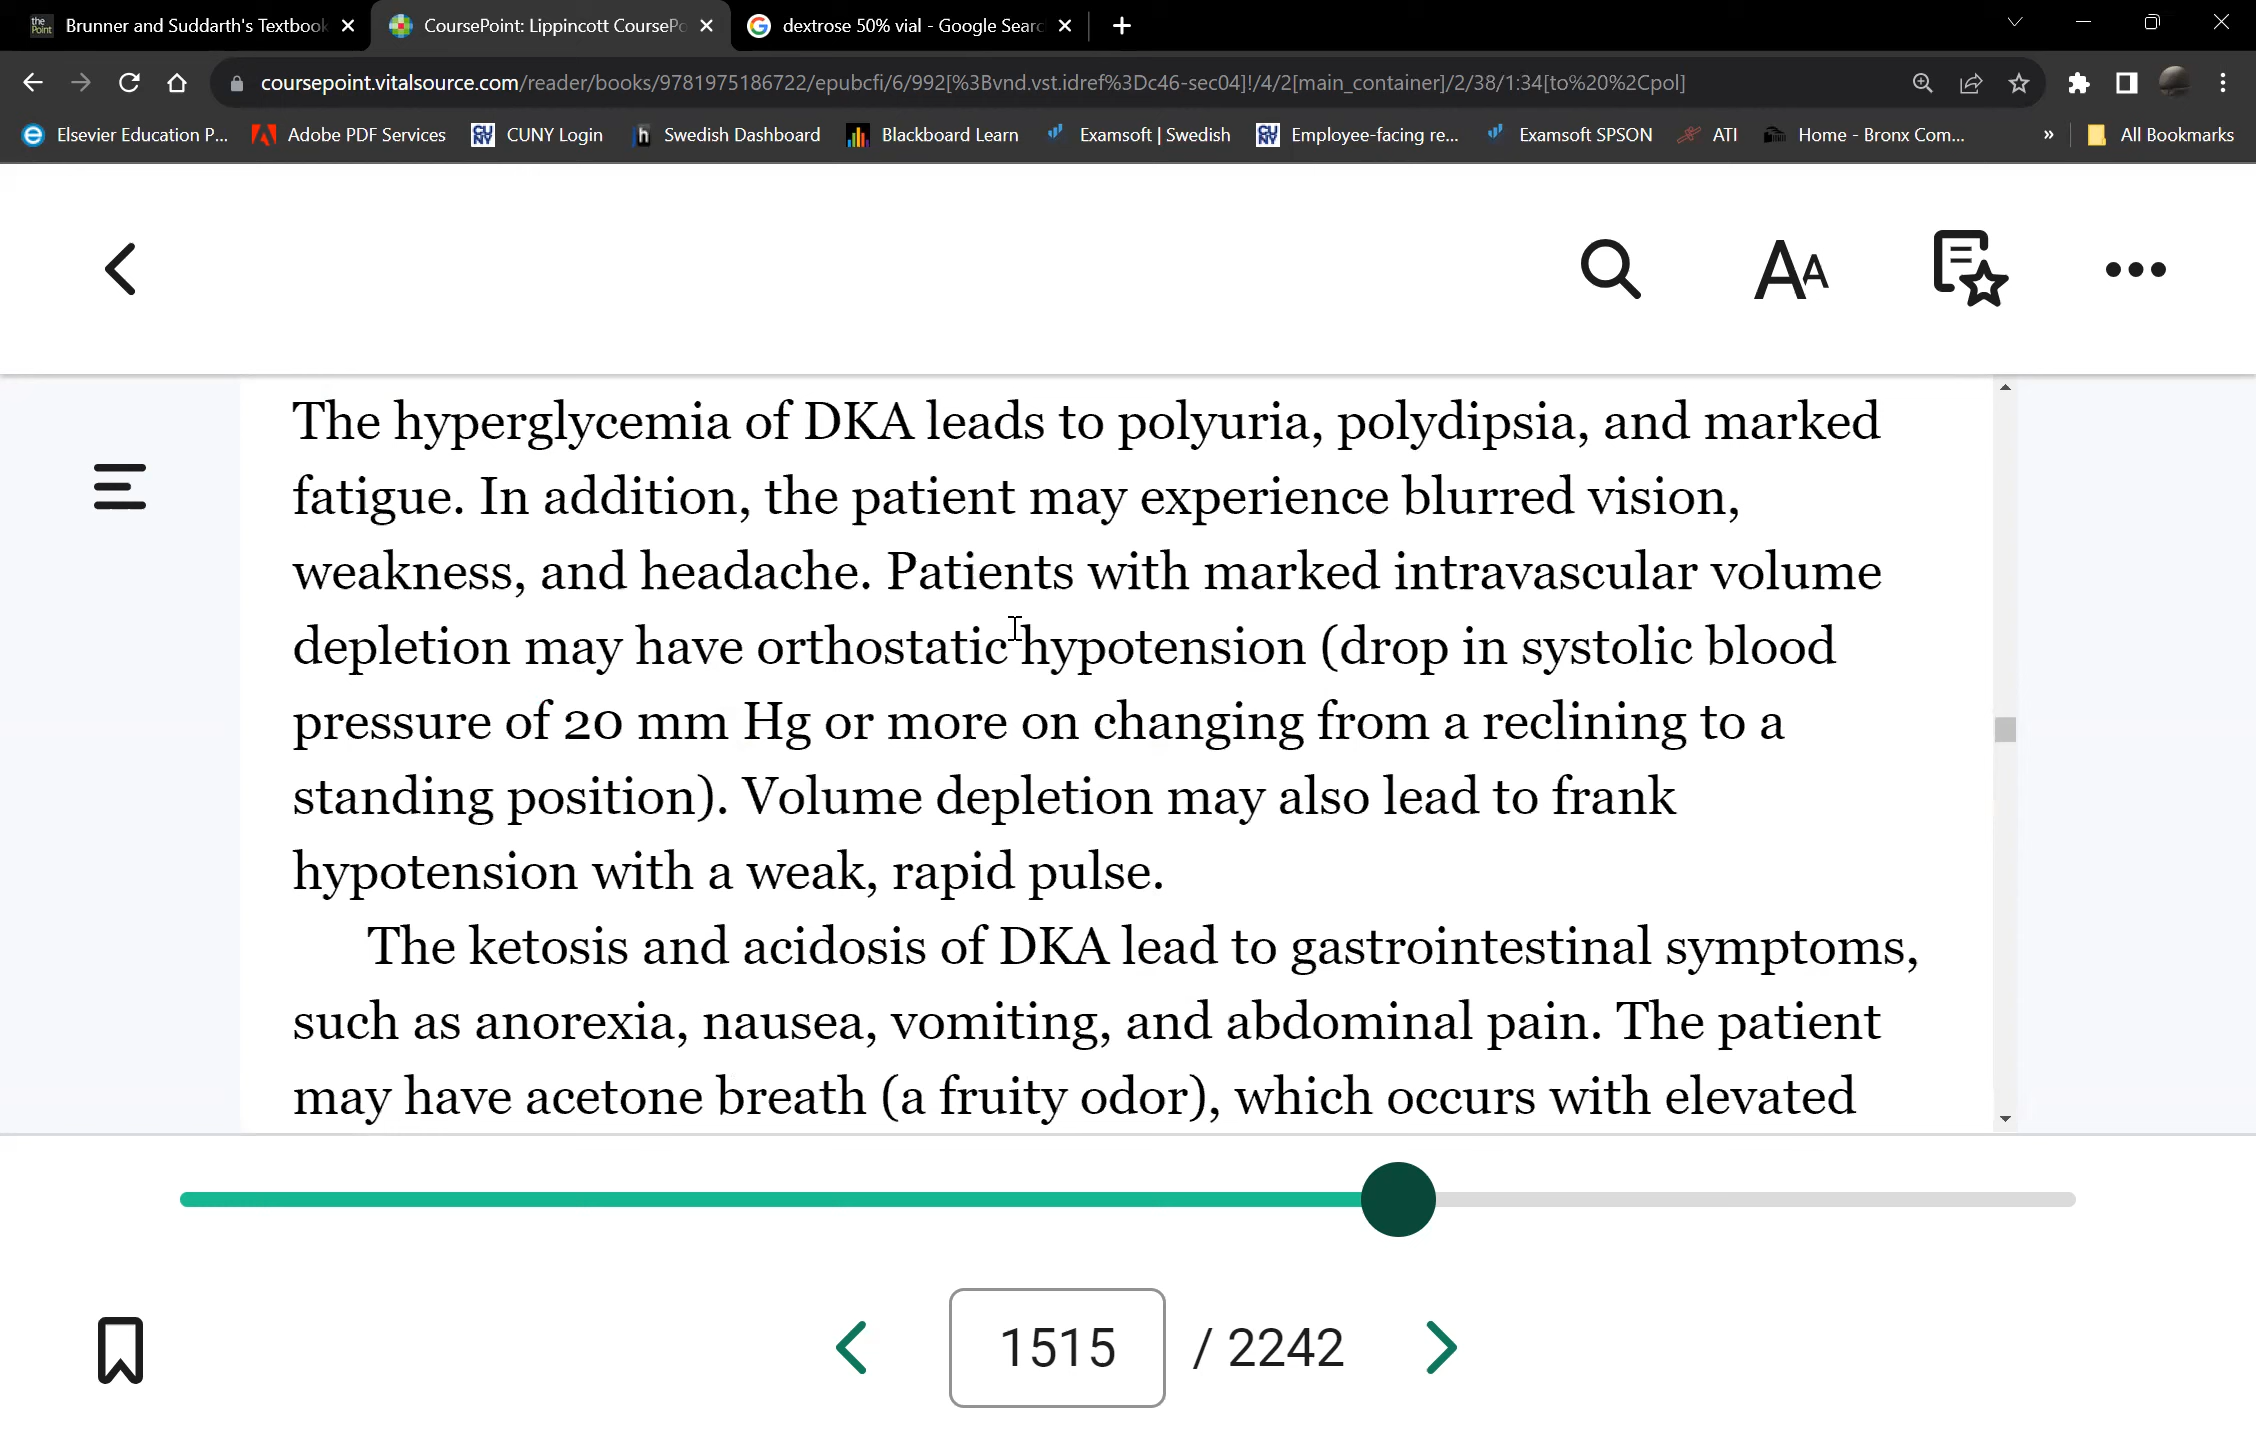 the Point Brunner and Suddarth's Textbook
CoursePoint: Lippincott CoursePo
dextrose 50% vial - Google Searc
coursepoint.vitalsource.com/reader/books/9781975186722/epubcfi/6/992[%3Bvnd.vst.idref%3Dc46-sec04]!/4/2[main_container]/2/38/1:34[to%20%2Cpol]
Elsevier Education P... Adobe PDF Services CUNY Login Swedish Dashboard Blackboard Learn Examsoft | Swedish CUNY Employee-facing re... Examsoft SPSON ATI Home - Bronx Com... » All Bookmarks
AA
The hyperglycemia of DKA leads to polyuria, polydipsia, and marked
fatigue. In addition, the patient may experience blurred vision,
weakness, and headache. Patients with marked intravascular volume
depletion may have orthostatic hypotension (drop in systolic blood
pressure of 20 mm Hg or more on changing from a reclining to a
standing position). Volume depletion may also lead to frank
hypotension with a weak, rapid pulse.
The ketosis and acidosis of DKA lead to gastrointestinal symptoms,
such as anorexia, nausea, vomiting, and abdominal pain. The patient
may have acetone breath (a fruity odor), which occurs with elevated
1515 / 2242